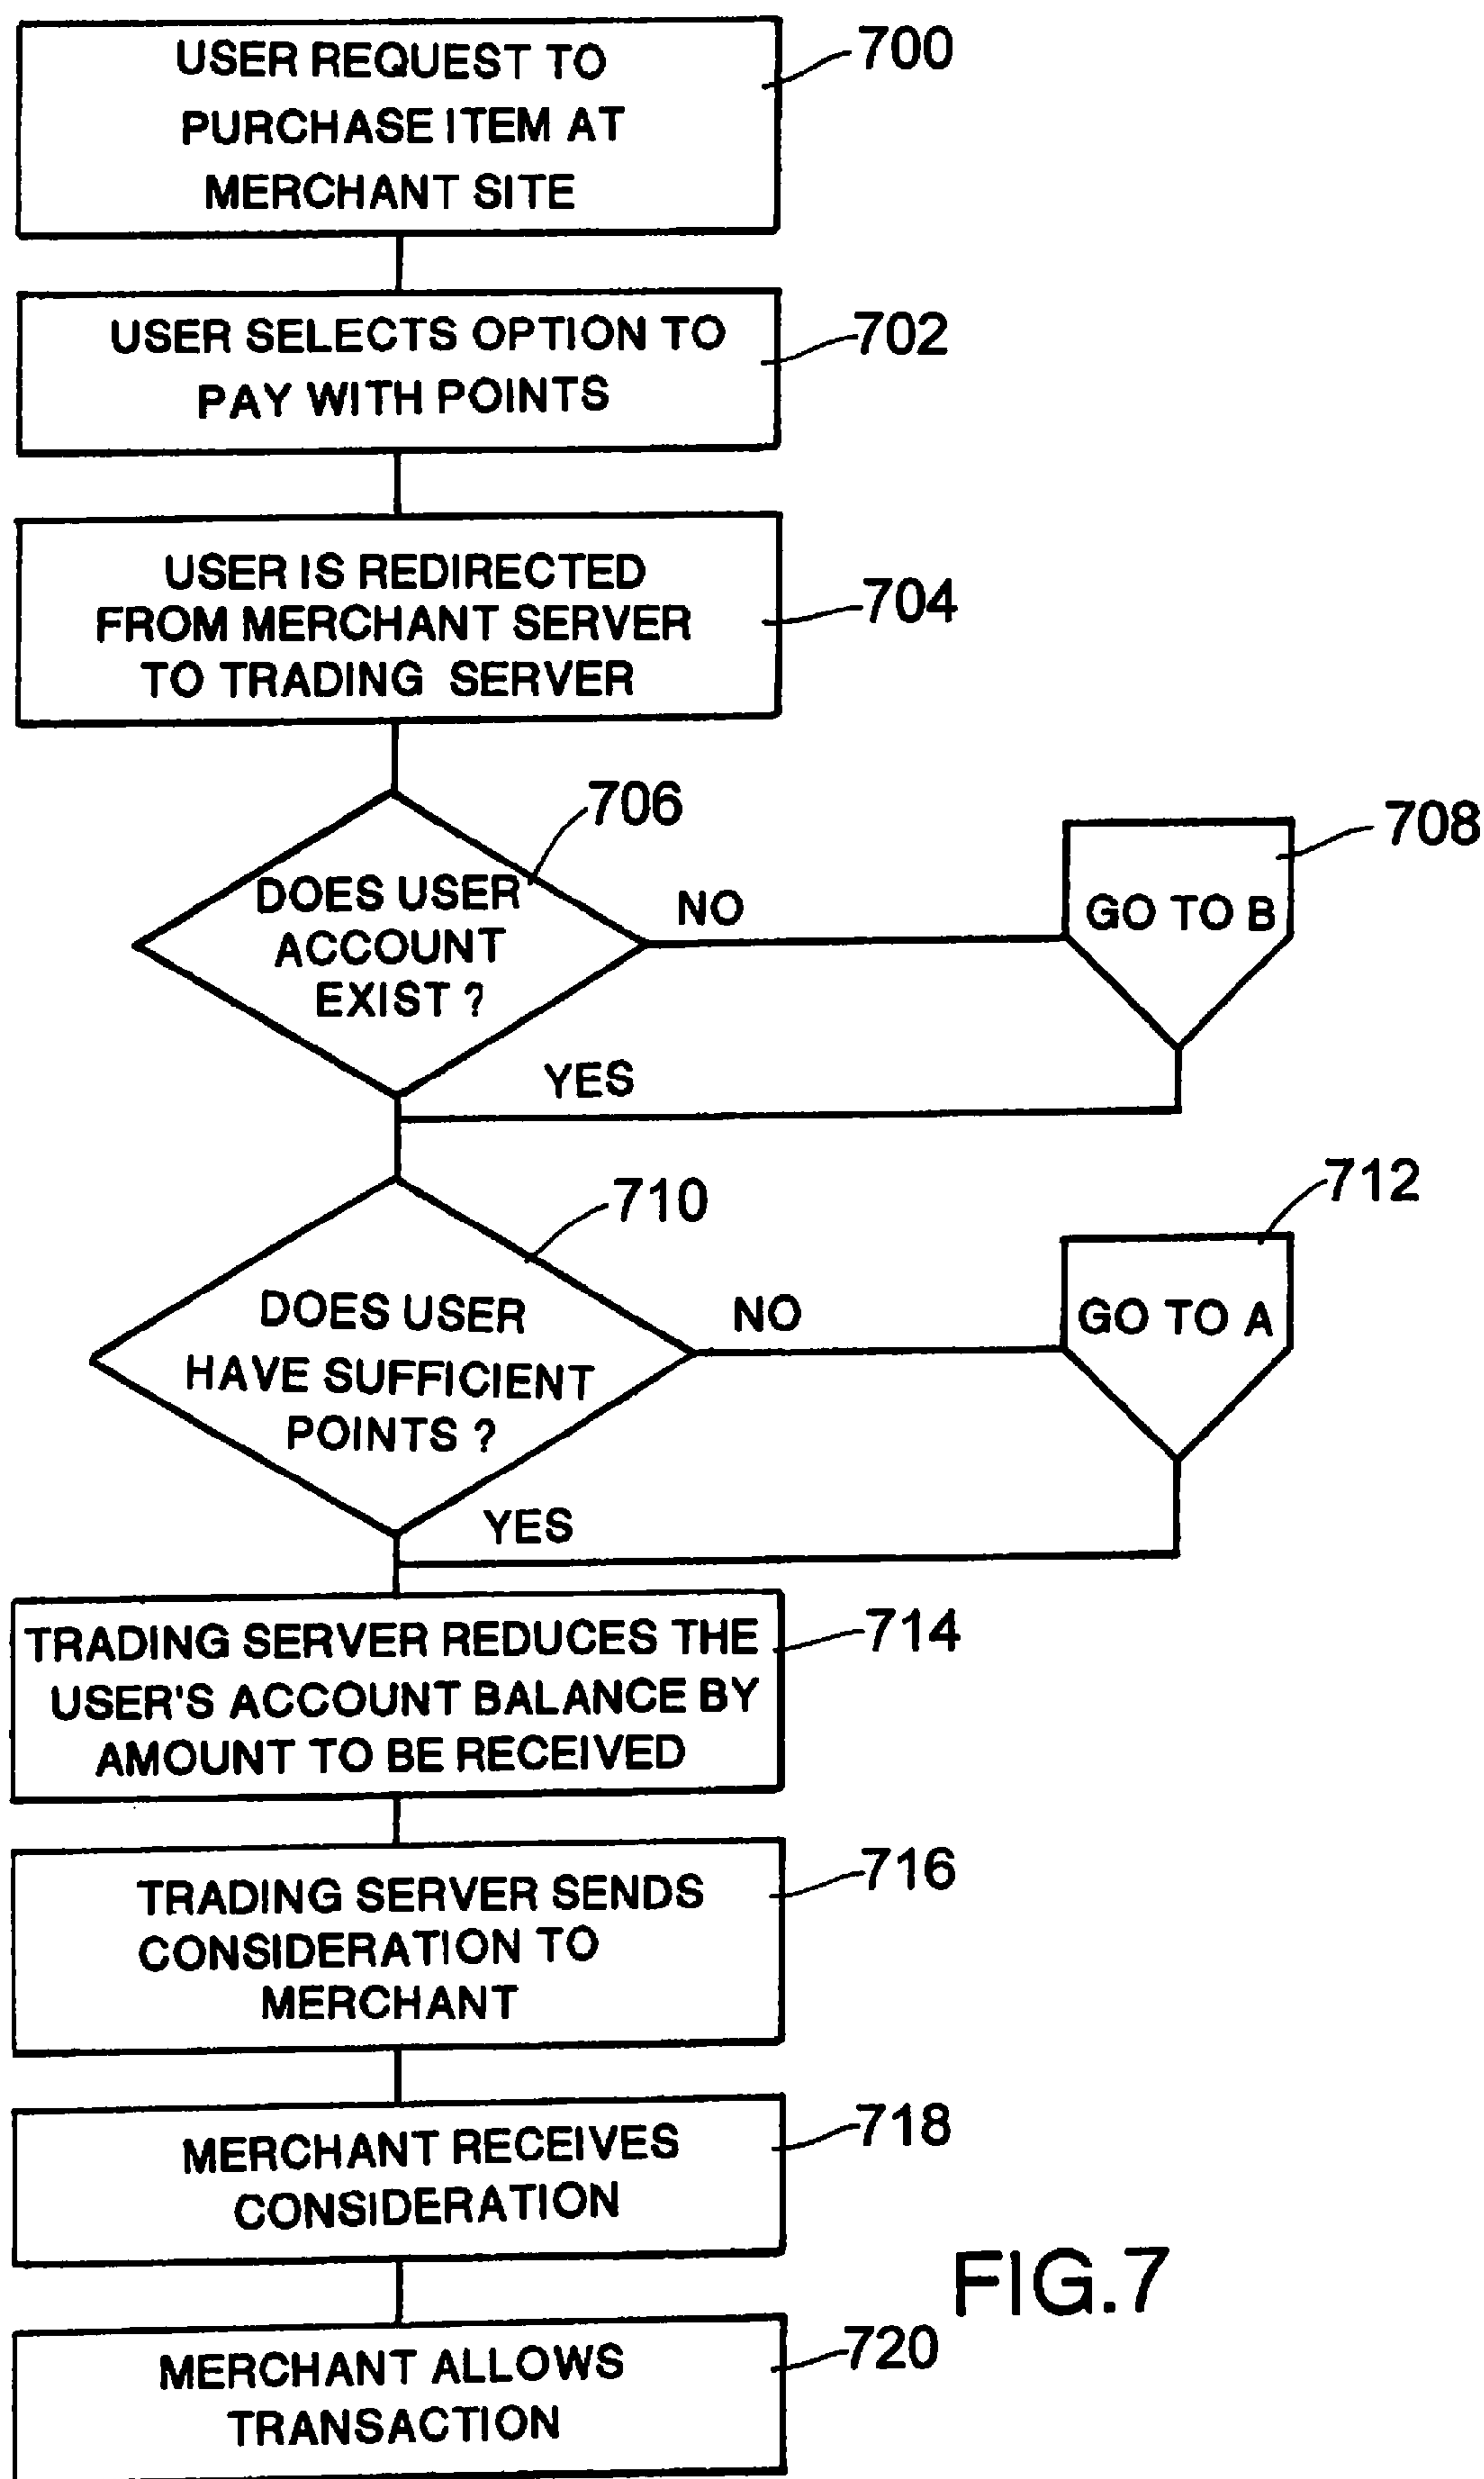 USER REQUEST TO
PURCHASE ITEM AT
MERCHANT SITE
700
USER SELECTS OPTION TO
PAY WITH POINTS
702
USER IS REDIRECTED
FROM MERCHANT SERVER
TO TRADING SERVER
704
DOES USER
ACCOUNT
EXIST ?
706
NO
GO TO B
708
YES
DOES USER
HAVE SUFFICIENT
POINTS ?
710
NO
GO TO A
712
YES
TRADING SERVER REDUCES THE
USER'S ACCOUNT BALANCE BY
AMOUNT TO BE RECEIVED
714
TRADING SERVER SENDS
CONSIDERATION TO
MERCHANT
716
MERCHANT RECEIVES
CONSIDERATION
718
MERCHANT ALLOWS
TRANSACTION
720
FIG.7